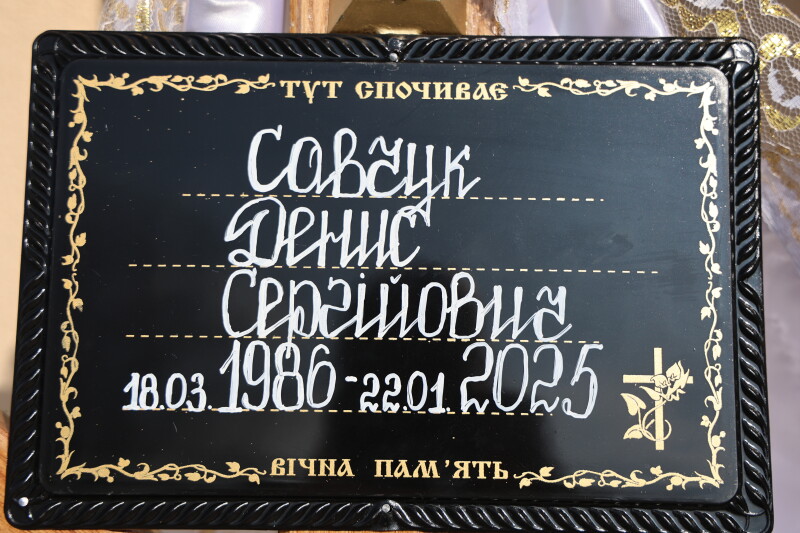 ТУТ СПОЧИВАЄ
Савчук
Денис
Сергійович
18.03.1986-22.01.2025
ВІЧНА ПАМ'ЯТЬ